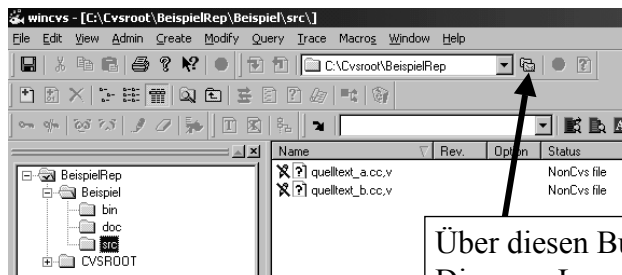 wincvs - [C:\Cvsroot\BeispielRep\Beispiel\src\]
File Edit View Admin Create Modify Query Trace Macros Window Help
C:\Cvsroot\BeispielRep
Name Rev. Option Status
BeispielRep
Beispiel
bin
doc
src
CVSROOT
quelltext_a.cc,v NonCvs file
quelltext_b.cc,v NonCvs file
Über diesen